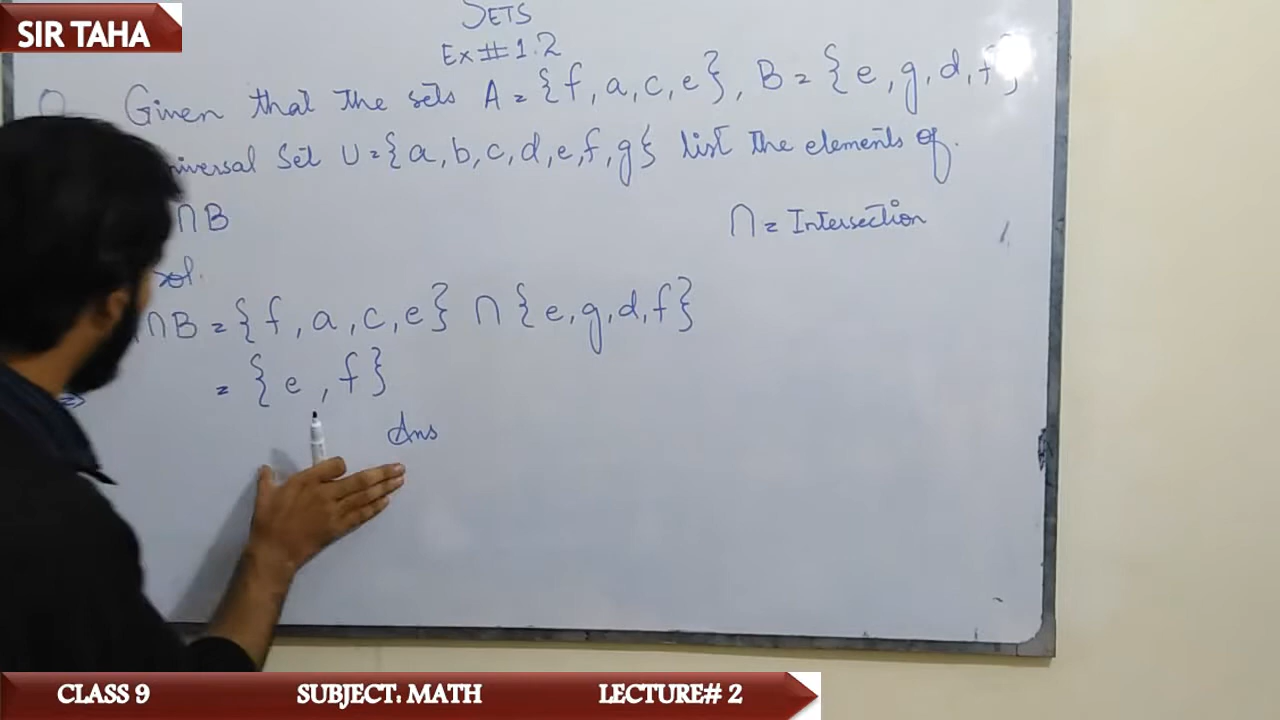 SIR TAHA
SETS
Ex # 1.2
Given that the sets A = {f, a, c, e}, B = {e, g, d, f},
Set U = {a, b, c, d, e, f, g} list the elements of.
∩ B
∩ = Intersection
sol.
∩ B = {f, a, c, e} ∩ {e, g, d, f}
= {e, f}
Ans
CLASS 9 SUBJECT: MATH LECTURE# 2